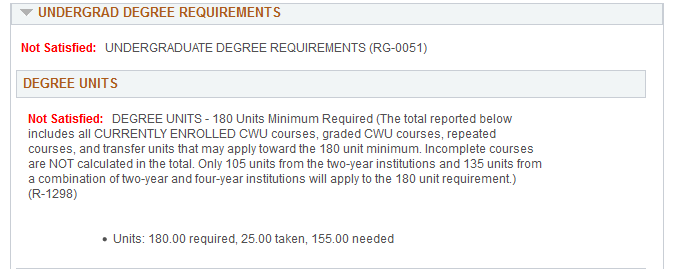 UNDERGRAD DEGREE REQUIREMENTS
Not Satisfied: UNDERGRADUATE DEGREE REQUIREMENTS (RG-0051)
DEGREE UNITS
Not Satisfied: DEGREE UNITS - 180 Units Minimum Required (The total reported below
includes all CURRENTLY ENROLLED CWU courses, graded CWU courses, repeated
courses, and transfer units that may apply toward the 180 unit minimum. Incomplete courses
are NOT calculated in the total. Only 105 units from the two-year institutions and 135 units from
a combination of two-year and four-year institutions will apply to the 180 unit requirement.)
(R-1298)
• Units: 180.00 required, 25.00 taken, 155.00 needed